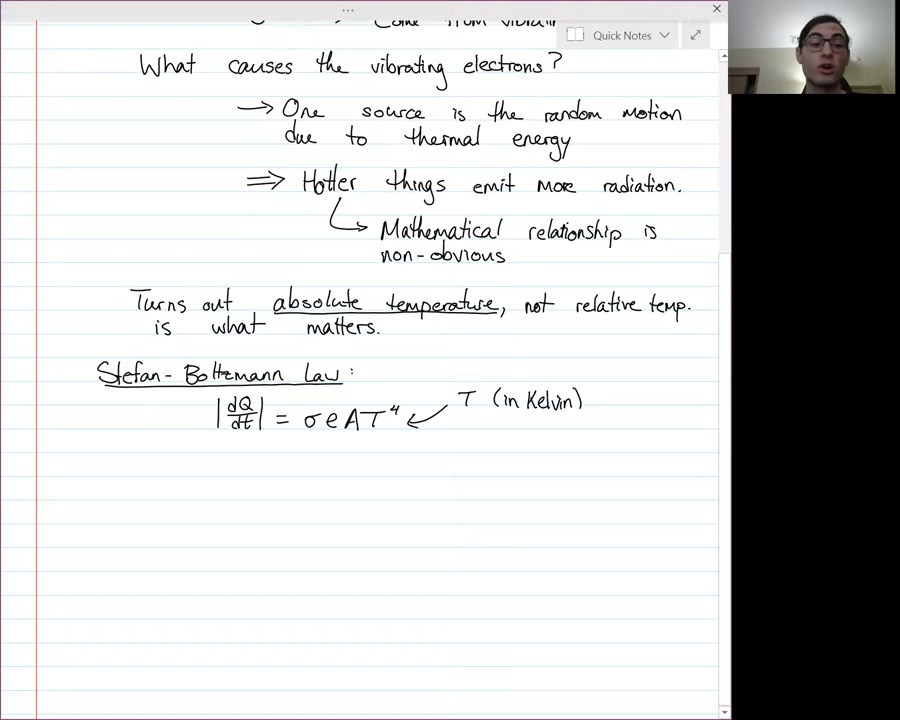 Come from
Quick Notes
What causes the vibrating electrons?
→ One source is the random motion
due to thermal energy
⇒ Hotter things emit more radiation.
Mathematical relationship is
non-obvious
Turns out absolute temperature, not relative temp.
is what matters.
Stefan-Boltzmann Law:
|dQ/dt| = σeAT⁴ T (in Kelvin)